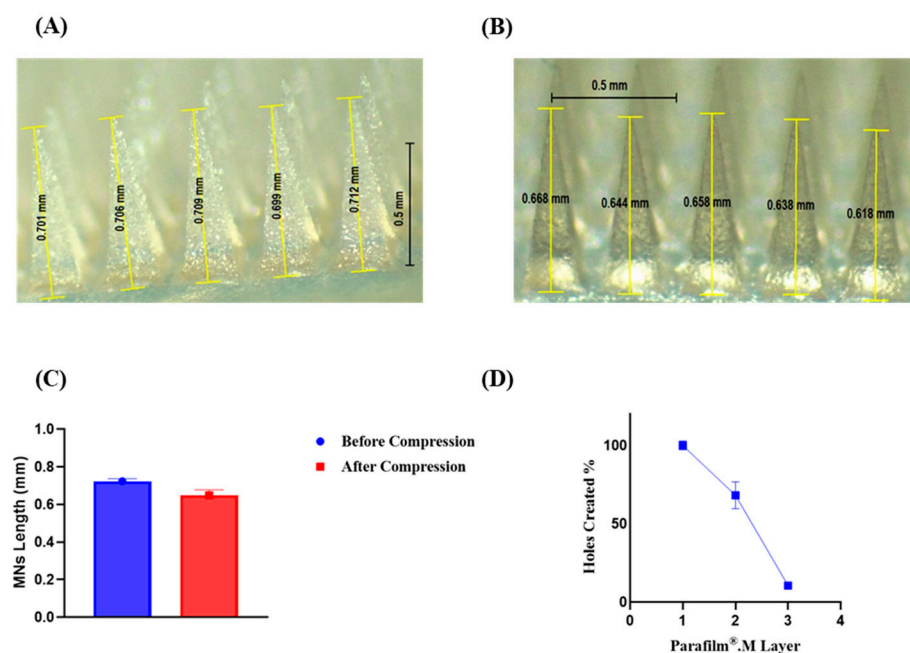 (A)
(B)
0.701 mm
0.706 mm
0.709 mm
0.699 mm
0.712 mm
0.5 mm
0.5 mm
0.668 mm
0.644 mm
0.658 mm
0.638 mm
0.618 mm
(C)
(D)
MNs Length (mm)
1.0
0.8
0.6
0.4
0.2
0.0
Before Compression
After Compression
Holes Created %
100
50
0
0 1 2 3 4
Parafilm®.M Layer